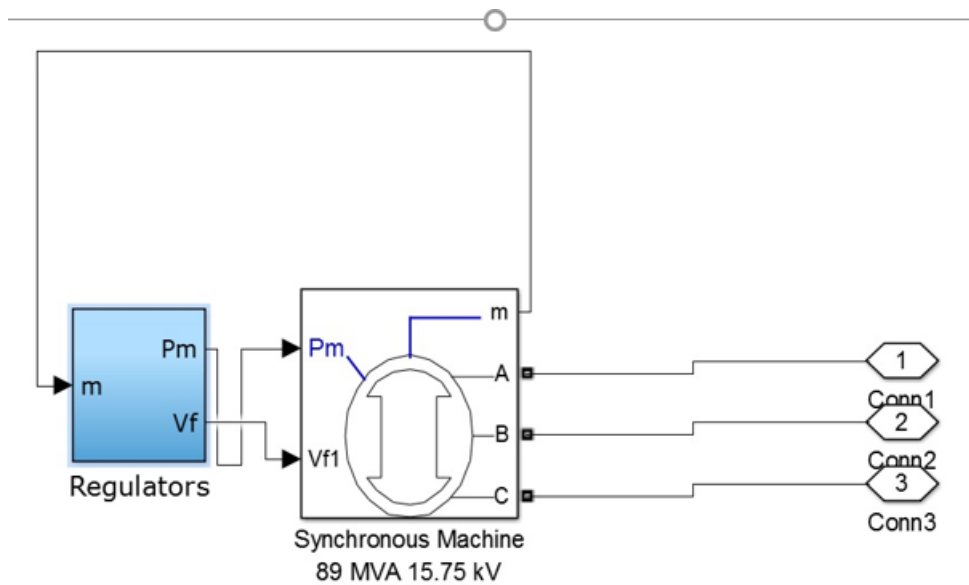 m
Pm
Vf
Regulators
Pm
Vf1
m
A
B
C
Synchronous Machine
89 MVA 15.75 kV
1
Conn1
2
Conn2
3
Conn3